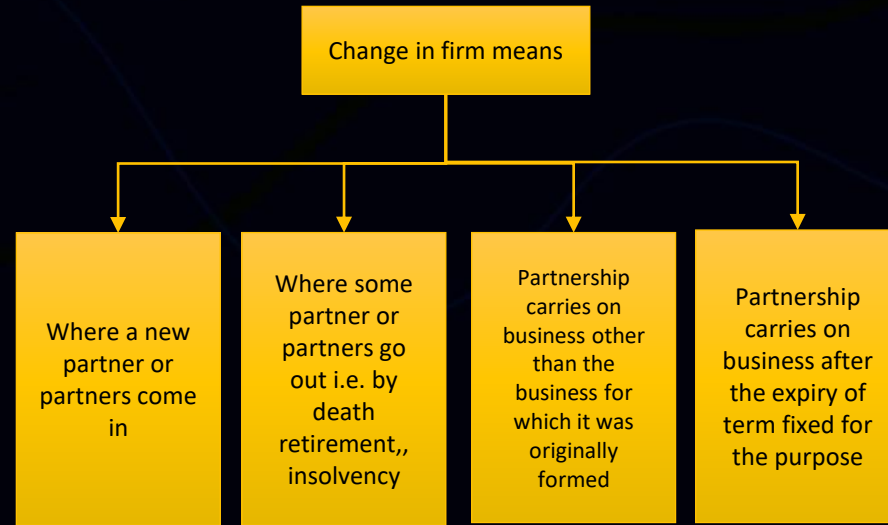 Change in firm means
Where a new
partner or
partners come
in
Where some
partner or
partners go
out i.e. by
death
retirement,,
insolvency
Partnership
carries on
business other
than the
business for
which it was
originally
formed
Partnership
carries on
business after
the expiry of
term fixed for
the purpose